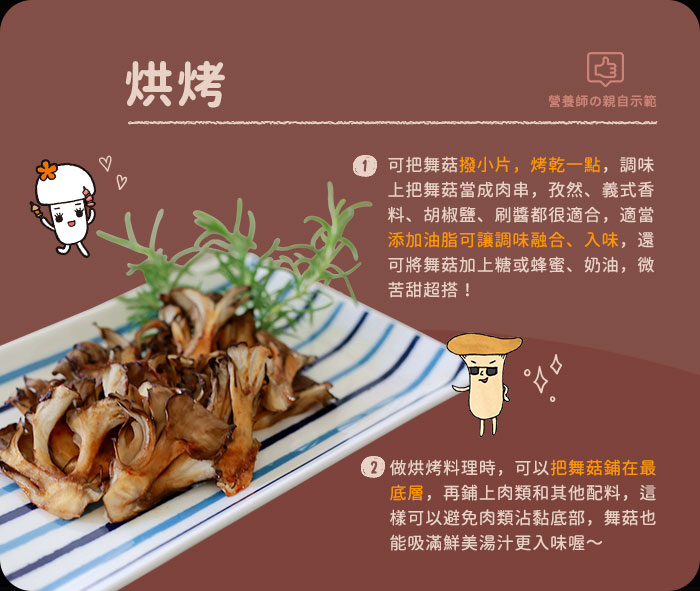 烘烤
營養師の親自示範
1 可把舞菇撥小片，烤乾一點，調味
上把舞菇當成肉串，孜然、義式香
料、胡椒鹽、刷醬都很適合，適當
添加油脂可讓調味融合、入味，還
可將舞菇加上糖或蜂蜜、奶油，微
苦甜超搭！
2 做烘烤料理時，可以把舞菇鋪在最
底層，再鋪上肉類和其他配料，這
樣可以避免肉類沾黏底部，舞菇也
能吸滿鮮美湯汁更入味喔～